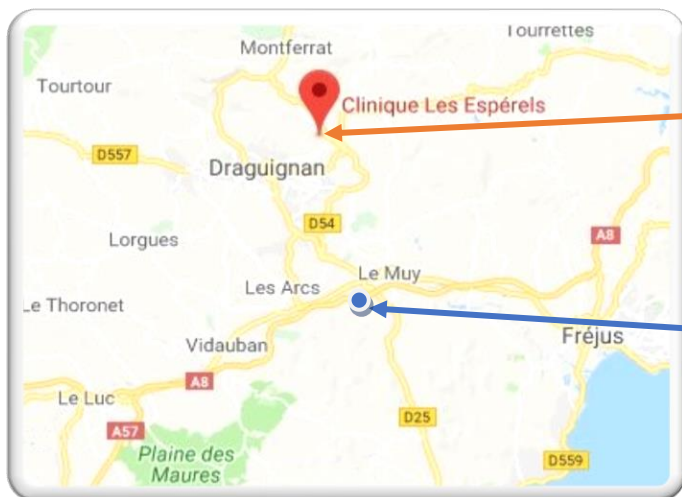 Tourrettes
Montferrat
Tourtour
Clinique Les Espérels
D557
Draguignan
D54
A8
Lorgues
Le Muy
Les Arcs
Le Thoronet
Fréjus
Vidauban
A8
Le Luc
D25
A57
Plaine des
Maures
D559